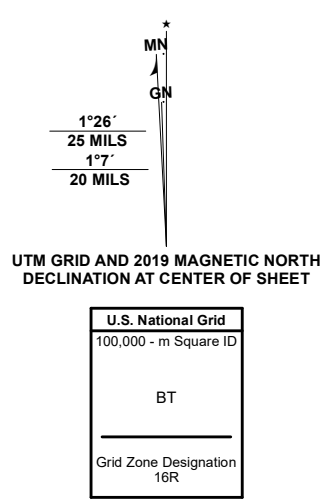 ★
MN
GN
1°26´
25 MILS
1°7´
20 MILS
UTM GRID AND 2019 MAGNETIC NORTH
DECLINATION AT CENTER OF SHEET
U.S. National Grid
100,000 - m Square ID
BT
Grid Zone Designation
16R